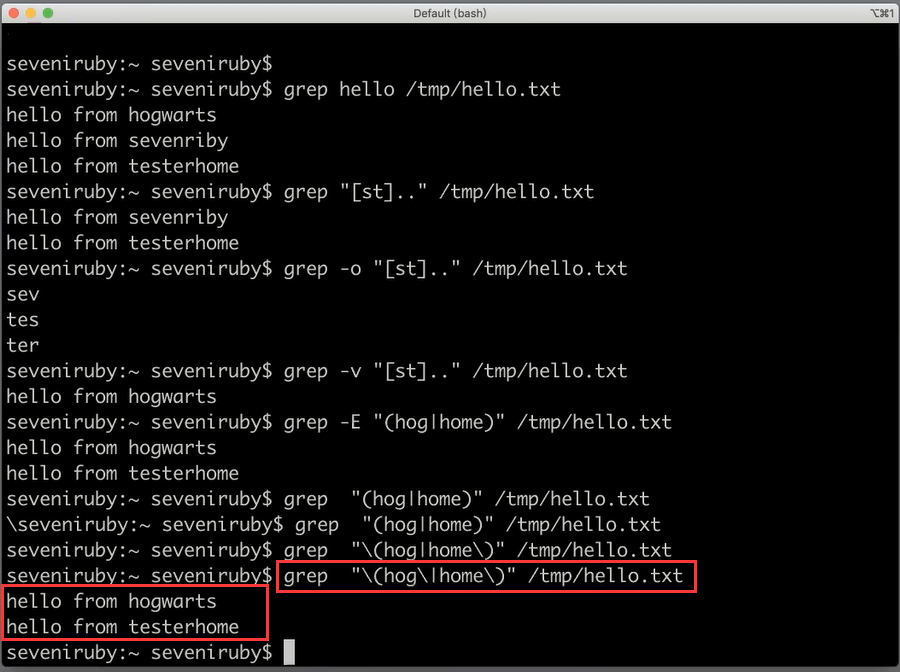 Default (bash)
⌥⌘1
seveniruby:~ seveniruby$
seveniruby:~ seveniruby$ grep hello /tmp/hello.txt
hello from hogwarts
hello from sevenriby
hello from testerhome
seveniruby:~ seveniruby$ grep "[st].." /tmp/hello.txt
hello from sevenriby
hello from testerhome
seveniruby:~ seveniruby$ grep -o "[st].." /tmp/hello.txt
sev
tes
ter
seveniruby:~ seveniruby$ grep -v "[st].." /tmp/hello.txt
hello from hogwarts
seveniruby:~ seveniruby$ grep -E "(hog|home)" /tmp/hello.txt
hello from hogwarts
hello from testerhome
seveniruby:~ seveniruby$ grep  "(hog|home)" /tmp/hello.txt
\seveniruby:~ seveniruby$ grep  "(hog|home)" /tmp/hello.txt
seveniruby:~ seveniruby$ grep  "\(hog|home\)" /tmp/hello.txt
seveniruby:~ seveniruby$ grep  "\(hog\|home\)" /tmp/hello.txt
hello from hogwarts
hello from testerhome
seveniruby:~ seveniruby$